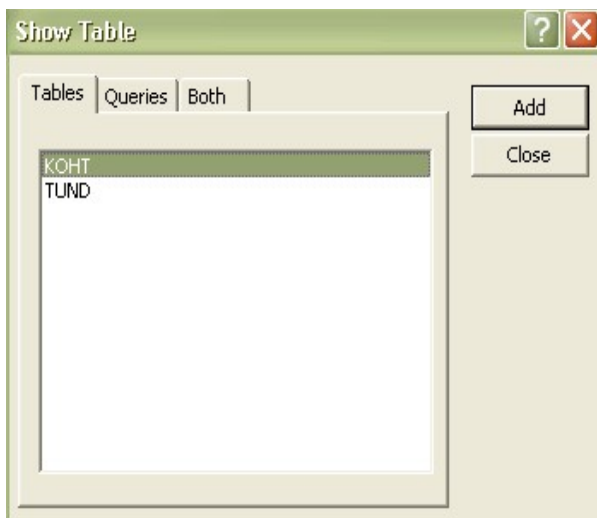 Show Table
Tables Queries Both
Add
Close
KOHT
TUND